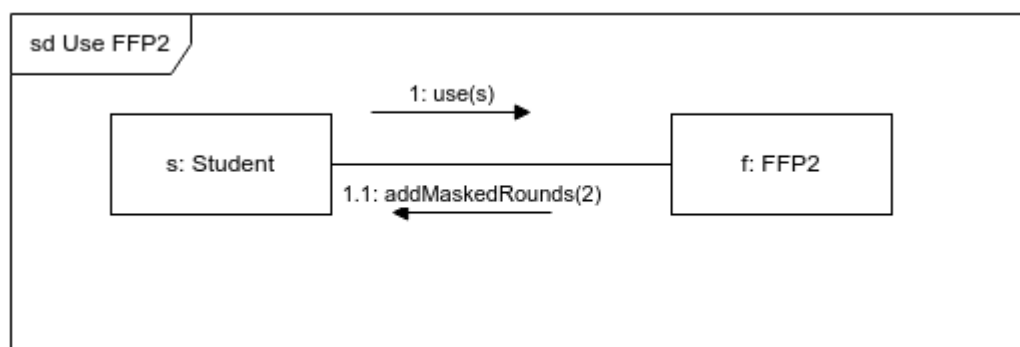 sd Use FFP2
1: use(s)
s: Student
f: FFP2
1.1: addMaskedRounds(2)